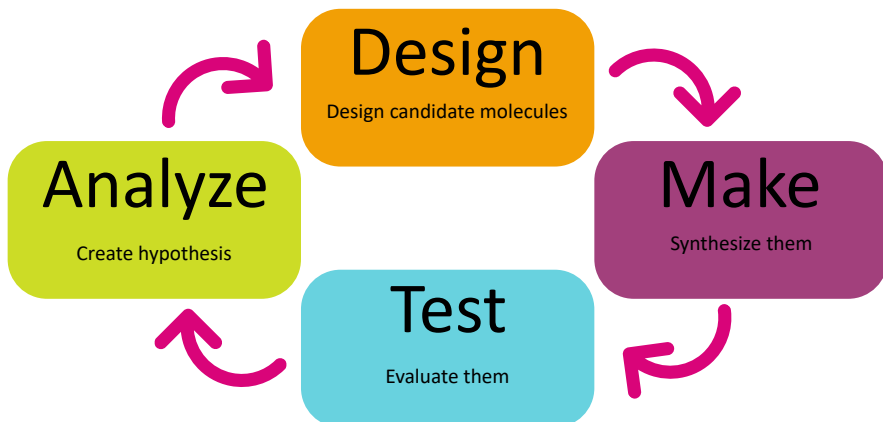 Design
Design candidate molecules
Analyze
Create hypothesis
Make
Synthesize them
Test
Evaluate them